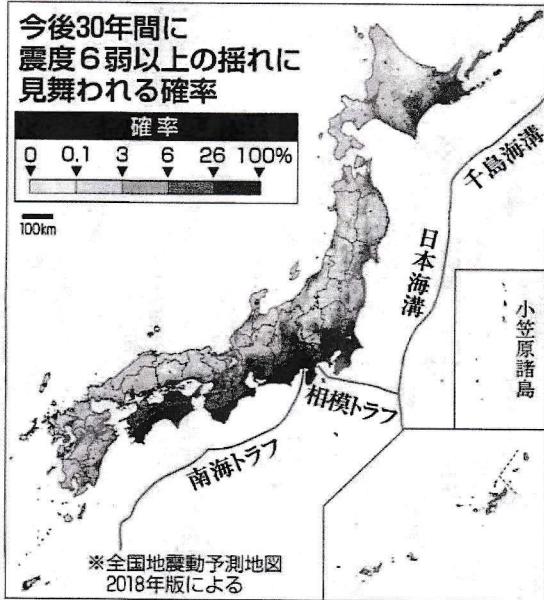 今後30年間に
震度6弱以上の揺れに
見舞われる確率
確率
0 0.1 3 6 26 100%
100km
千島海溝
日本海溝
小笠原諸島
相模トラフ
南海トラフ
※全国地震動予測地図
2018年版による